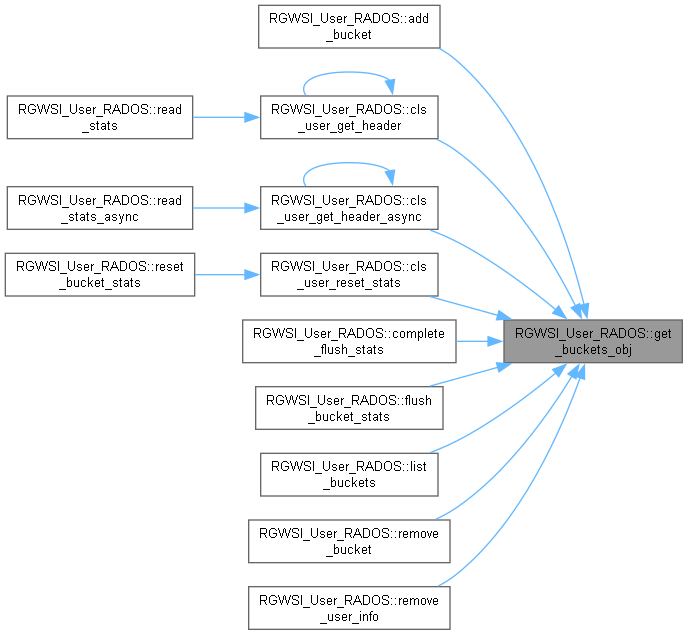 RGWSI_User_RADOS::add
_bucket
RGWSI_User_RADOS::read
_stats
RGWSI_User_RADOS::cls
_user_get_header
RGWSI_User_RADOS::read
_stats_async
RGWSI_User_RADOS::cls
_user_get_header_async
RGWSI_User_RADOS::reset
_bucket_stats
RGWSI_User_RADOS::cls
_user_reset_stats
RGWSI_User_RADOS::complete
_flush_stats
RGWSI_User_RADOS::get
_buckets_obj
RGWSI_User_RADOS::flush
_bucket_stats
RGWSI_User_RADOS::list
_buckets
RGWSI_User_RADOS::remove
_bucket
RGWSI_User_RADOS::remove
_user_info